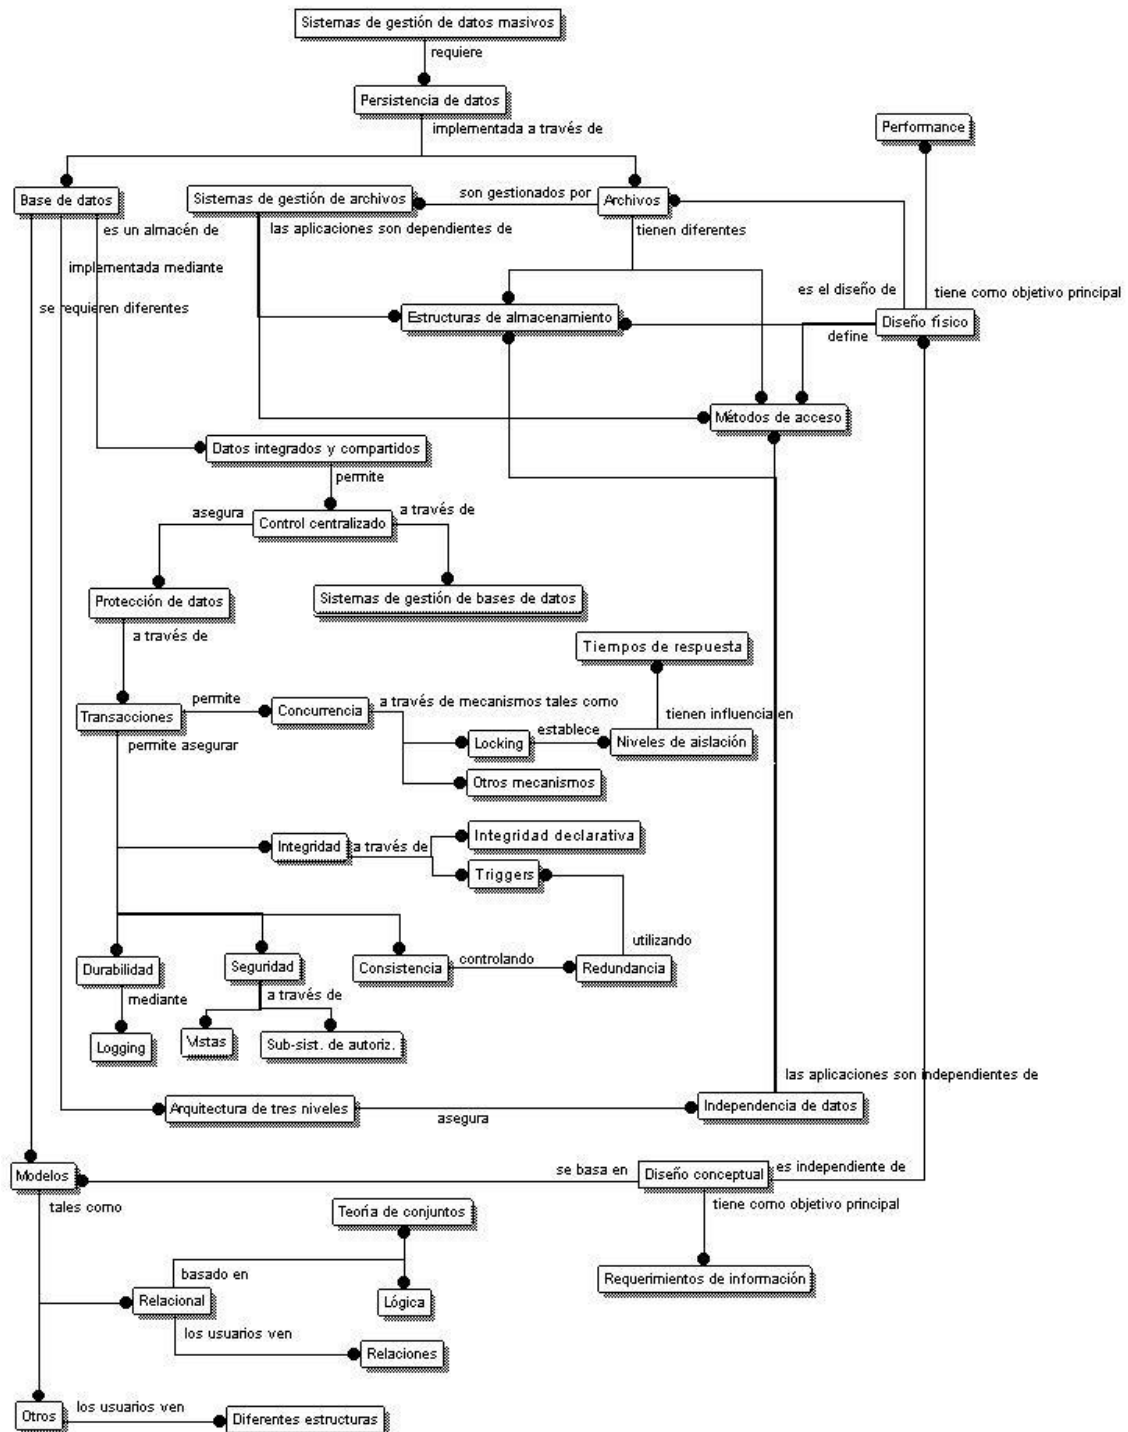 Sistemas de gestión de datos masivos
requiere
Persistencia de datos
implementada a través de
Performance
Base de datos
Sistemas de gestión de archivos
son gestionados por
Archivos
es un almacén de
las aplicaciones son dependientes de
tienen diferentes
implementada mediante
se requieren diferentes
es el diseño de
tiene como objetivo principal
Estructuras de almacenamiento
Diseño físico
define
Métodos de acceso
Datos integrados y compartidos
permite
asegura
Control centralizado
a través de
Protección de datos
Sistemas de gestión de bases de datos
a través de
Tiempos de respuesta
Transacciones
permite
Concurrencia
a través de mecanismos tales como
tienen influencia en
permite asegurar
Locking
establece
Niveles de aislación
Otros mecanismos
Integridad
a través de
Integridad declarativa
Triggers
utilizando
Durabilidad
Seguridad
Consistencia
controlando
Redundancia
mediante
a través de
Logging
Vistas
Sub-sist. de autoriz.
las aplicaciones son independientes de
Arquitectura de tres niveles
asegura
Independencia de datos
Modelos
se basa en
Diseño conceptual
es independiente de
tales como
tiene como objetivo principal
Teoría de conjuntos
basado en
Requerimientos de información
Relacional
Lógica
los usuarios ven
Relaciones
Otros
los usuarios ven
Diferentes estructuras